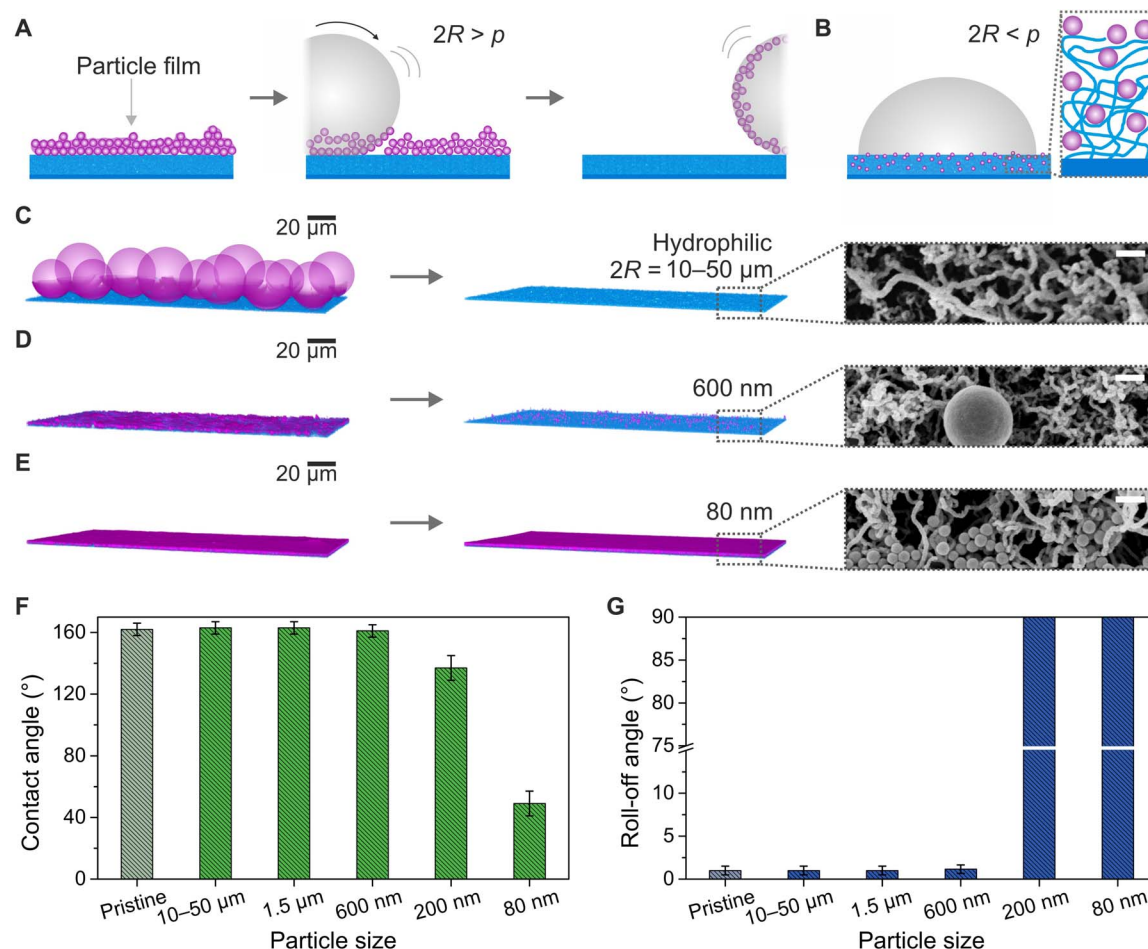 A
Particle film
2R > p
B
2R < p
C
20 µm
Hydrophilic
2R = 10–50 µm
D
20 µm
600 nm
E
20 µm
80 nm
F
160
120
80
40
0
Contact angle (°)
Pristine
10–50 µm
1.5 µm
600 nm
200 nm
80 nm
Particle size
G
90
85
80
75
10
5
2
0
Roll-off angle (°)
Pristine
10–50 µm
1.5 µm
600 nm
200 nm
80 nm
Particle size